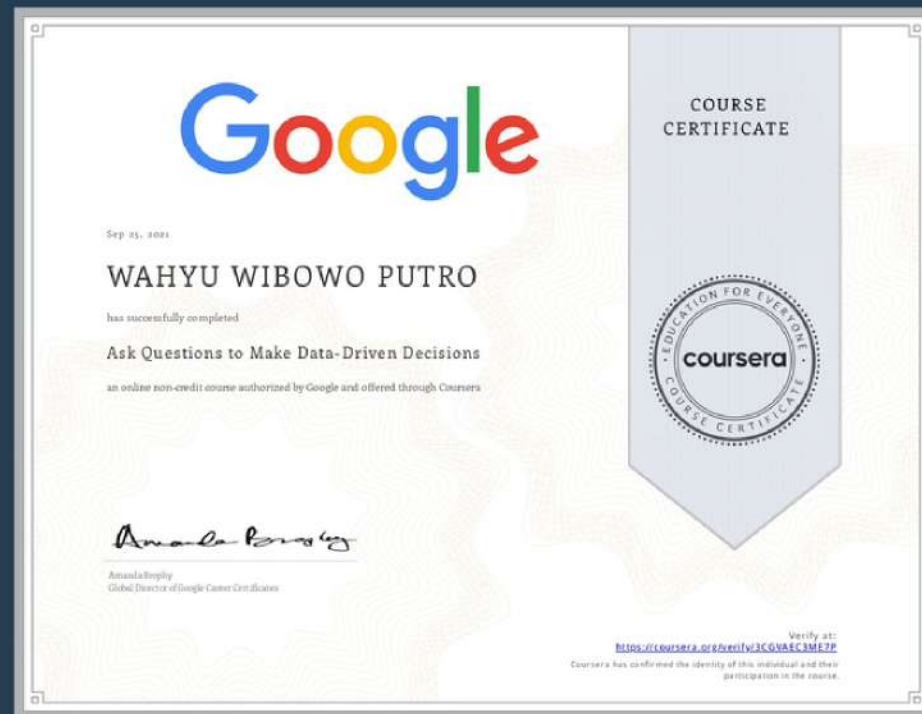 Google
COURSE
CERTIFICATE
Sep 25, 2021
WAHYU WIBOWO PUTRO
has successfully completed
Ask Questions to Make Data-Driven Decisions
an online non-credit course authorized by Google and offered through Coursera
EDUCATION FOR EVERYONE
coursera
COURSE CERTIFICATE
Amanda Brophy
Amanda Brophy
Global Director of Google Career Certificates
Verify at:
https://coursera.org/verify/3CGVAEC3ME7P
Coursera has confirmed the identity of this individual and their
participation in the course.